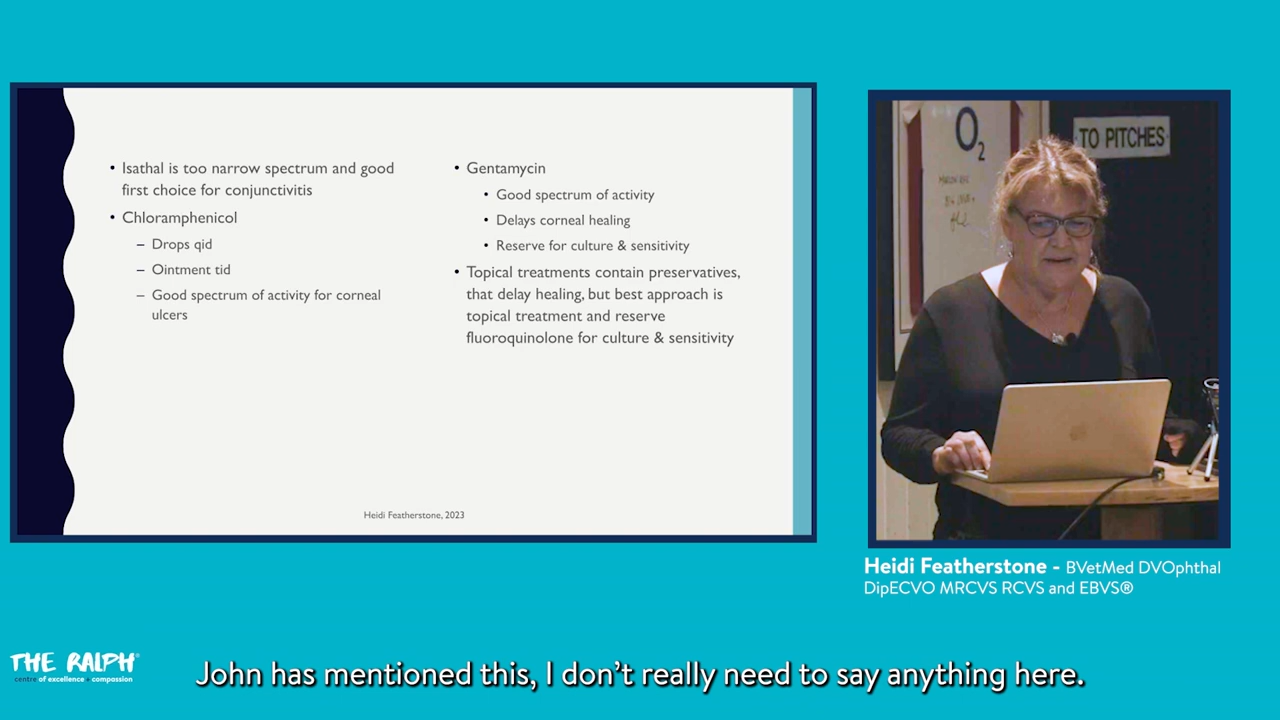 • Isathal is too narrow spectrum and good
first choice for conjunctivitis
• Chloramphenicol
– Drops qid
– Ointment tid
– Good spectrum of activity for corneal
ulcers
• Gentamycin
• Good spectrum of activity
• Delays corneal healing
• Reserve for culture & sensitivity
• Topical treatments contain preservatives,
that delay healing, but best approach is
topical treatment and reserve
fluoroquinolone for culture & sensitivity
Heidi Featherstone, 2023
O2
TO PITCHES
Heidi Featherstone - BVetMed DVOphthal
DipECVO MRCVS RCVS and EBVS®
THE RALPH®
centre of excellence + compassion
John has mentioned this, I don't really need to say anything here.